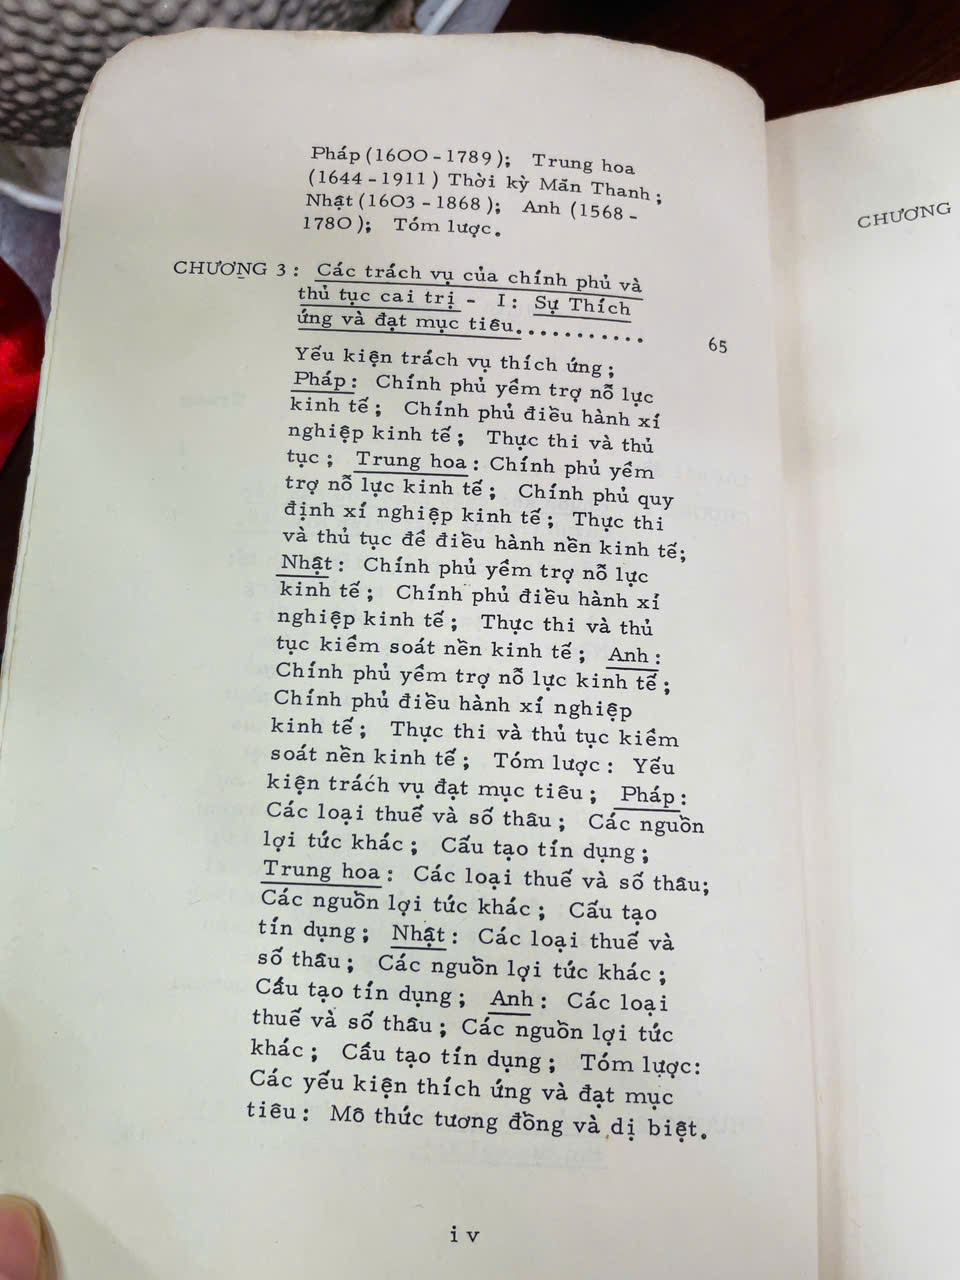 Pháp (1600 - 1789); Trung hoa
(1644 - 1911) Thời kỳ Mãn Thanh;
Nhật (1603 - 1868); Anh (1568 -
1780); Tóm lược.
CHƯƠNG 3: Các trách vụ của chính phủ và
thủ tục cai trị - I: Sự Thích
ứng và đạt mục tiêu........... 65
Yếu kiện trách vụ thích ứng;
Pháp: Chính phủ yểm trợ nỗ lực
kinh tế; Chính phủ điều hành xí
nghiệp kinh tế; Thực thi và thủ
tục; Trung hoa: Chính phủ yểm
trợ nỗ lực kinh tế; Chính phủ quy
định xí nghiệp kinh tế; Thực thi
và thủ tục để điều hành nền kinh tế;
Nhật: Chính phủ yểm trợ nỗ lực
kinh tế; Chính phủ điều hành xí
nghiệp kinh tế; Thực thi và thủ
tục kiểm soát nền kinh tế; Anh:
Chính phủ yểm trợ nỗ lực kinh tế;
Chính phủ điều hành xí nghiệp
kinh tế; Thực thi và thủ tục kiểm
soát nền kinh tế; Tóm lược: Yếu
kiện trách vụ đạt mục tiêu; Pháp:
Các loại thuế và số thâu; Các nguồn
lợi tức khác; Cấu tạo tín dụng;
Trung hoa: Các loại thuế và số thâu;
Các nguồn lợi tức khác; Cấu tạo
tín dụng; Nhật: Các loại thuế và
số thâu; Các nguồn lợi tức khác;
Cấu tạo tín dụng; Anh: Các loại
thuế và số thâu; Các nguồn lợi tức
khác; Cấu tạo tín dụng; Tóm lược:
Các yếu kiện thích ứng và đạt mục
tiêu: Mô thức tương đồng và dị biệt.
iv
CHƯƠNG